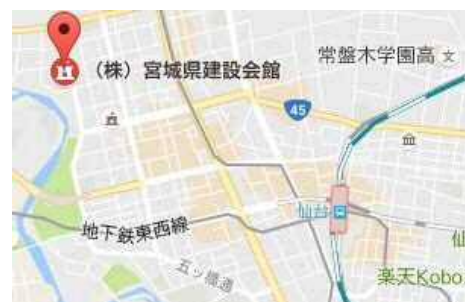 常盤木学園高
(株)宮城県建設会館
45
仙台
地下鉄東西線
五ッ橋通
仙
楽天Kobo